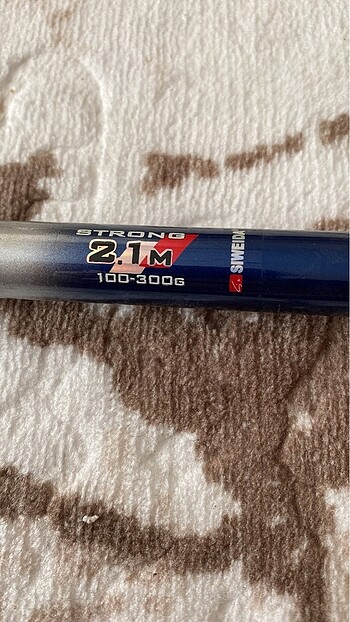 STRONG
2.1M
100-300G
SIWEIDA